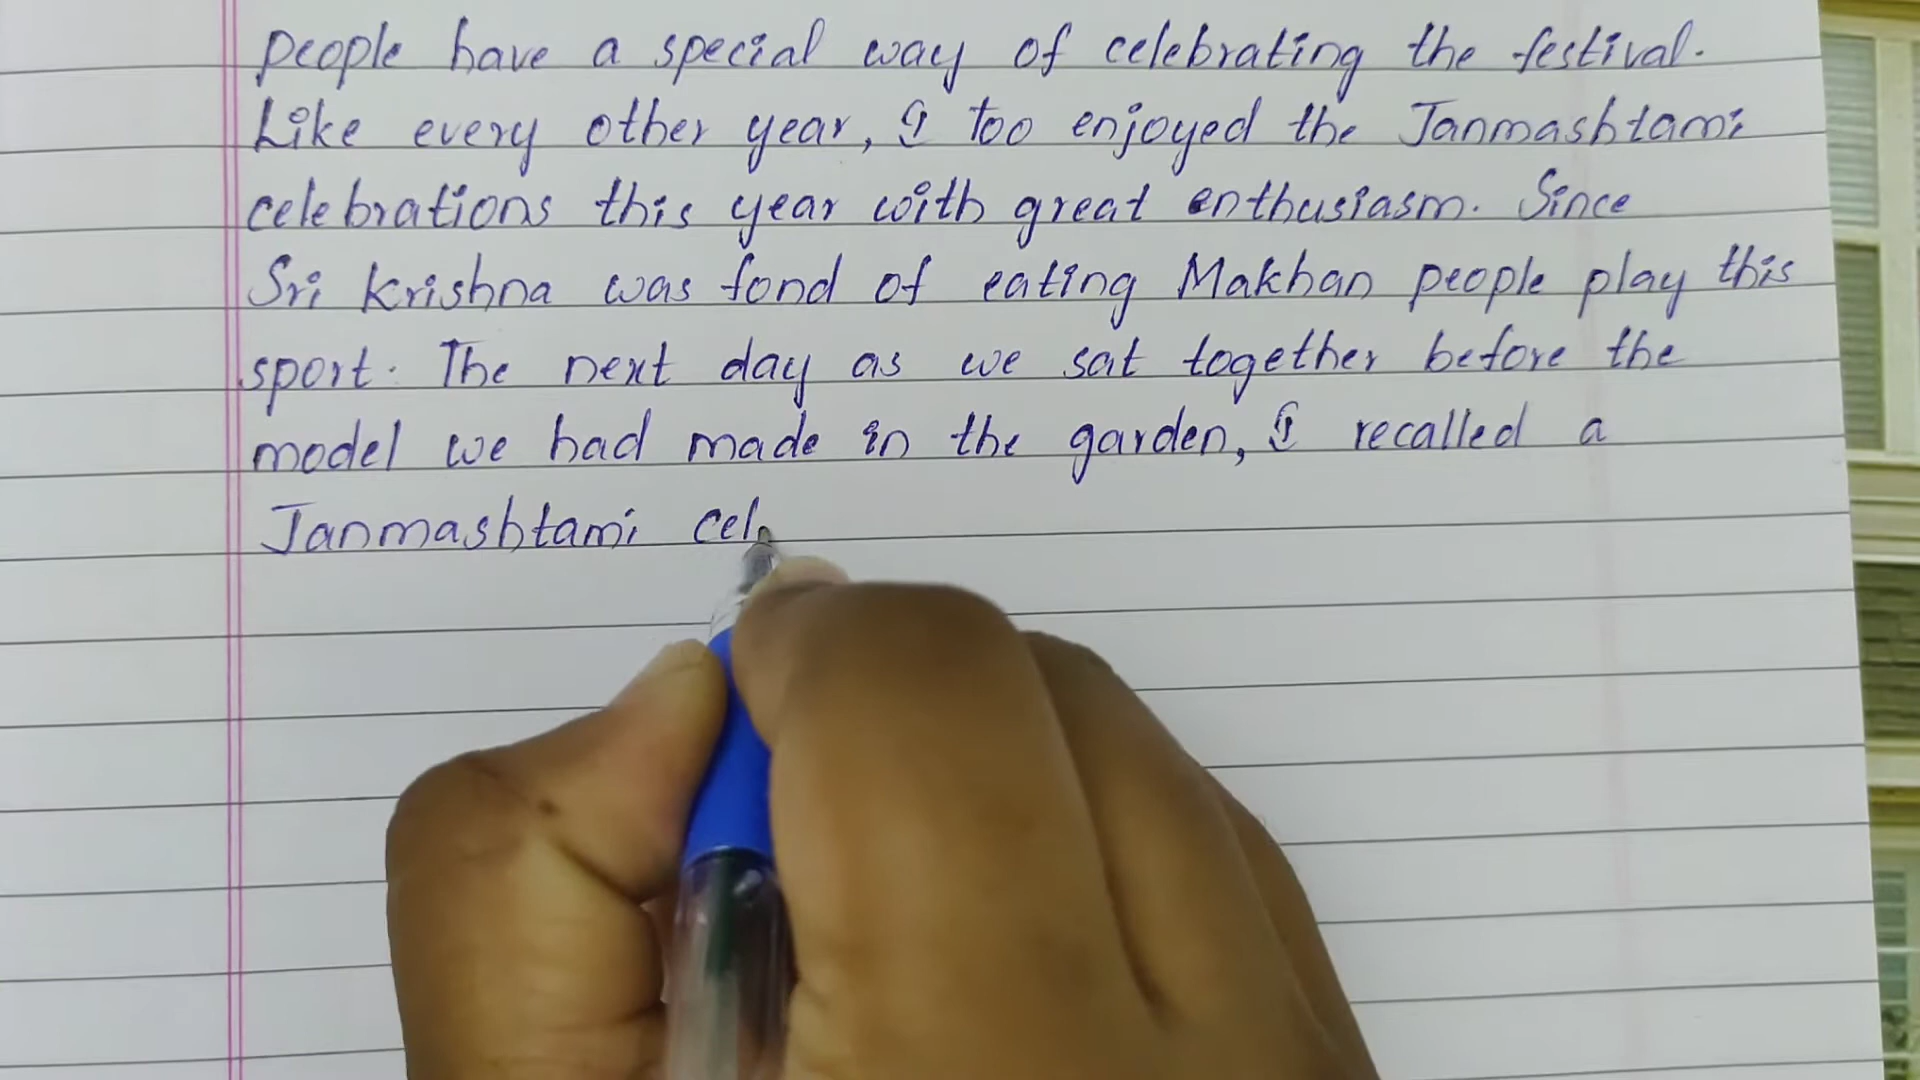 people have a special way of celebrating the festival.
Like every other year, I too enjoyed the Janmashtami
celebrations this year with great enthusiasm. Since
Sri Krishna was fond of eating Makhan people play this
sport. The next day as we sat together before the
model we had made in the garden, I recalled a
Janmashtami cel